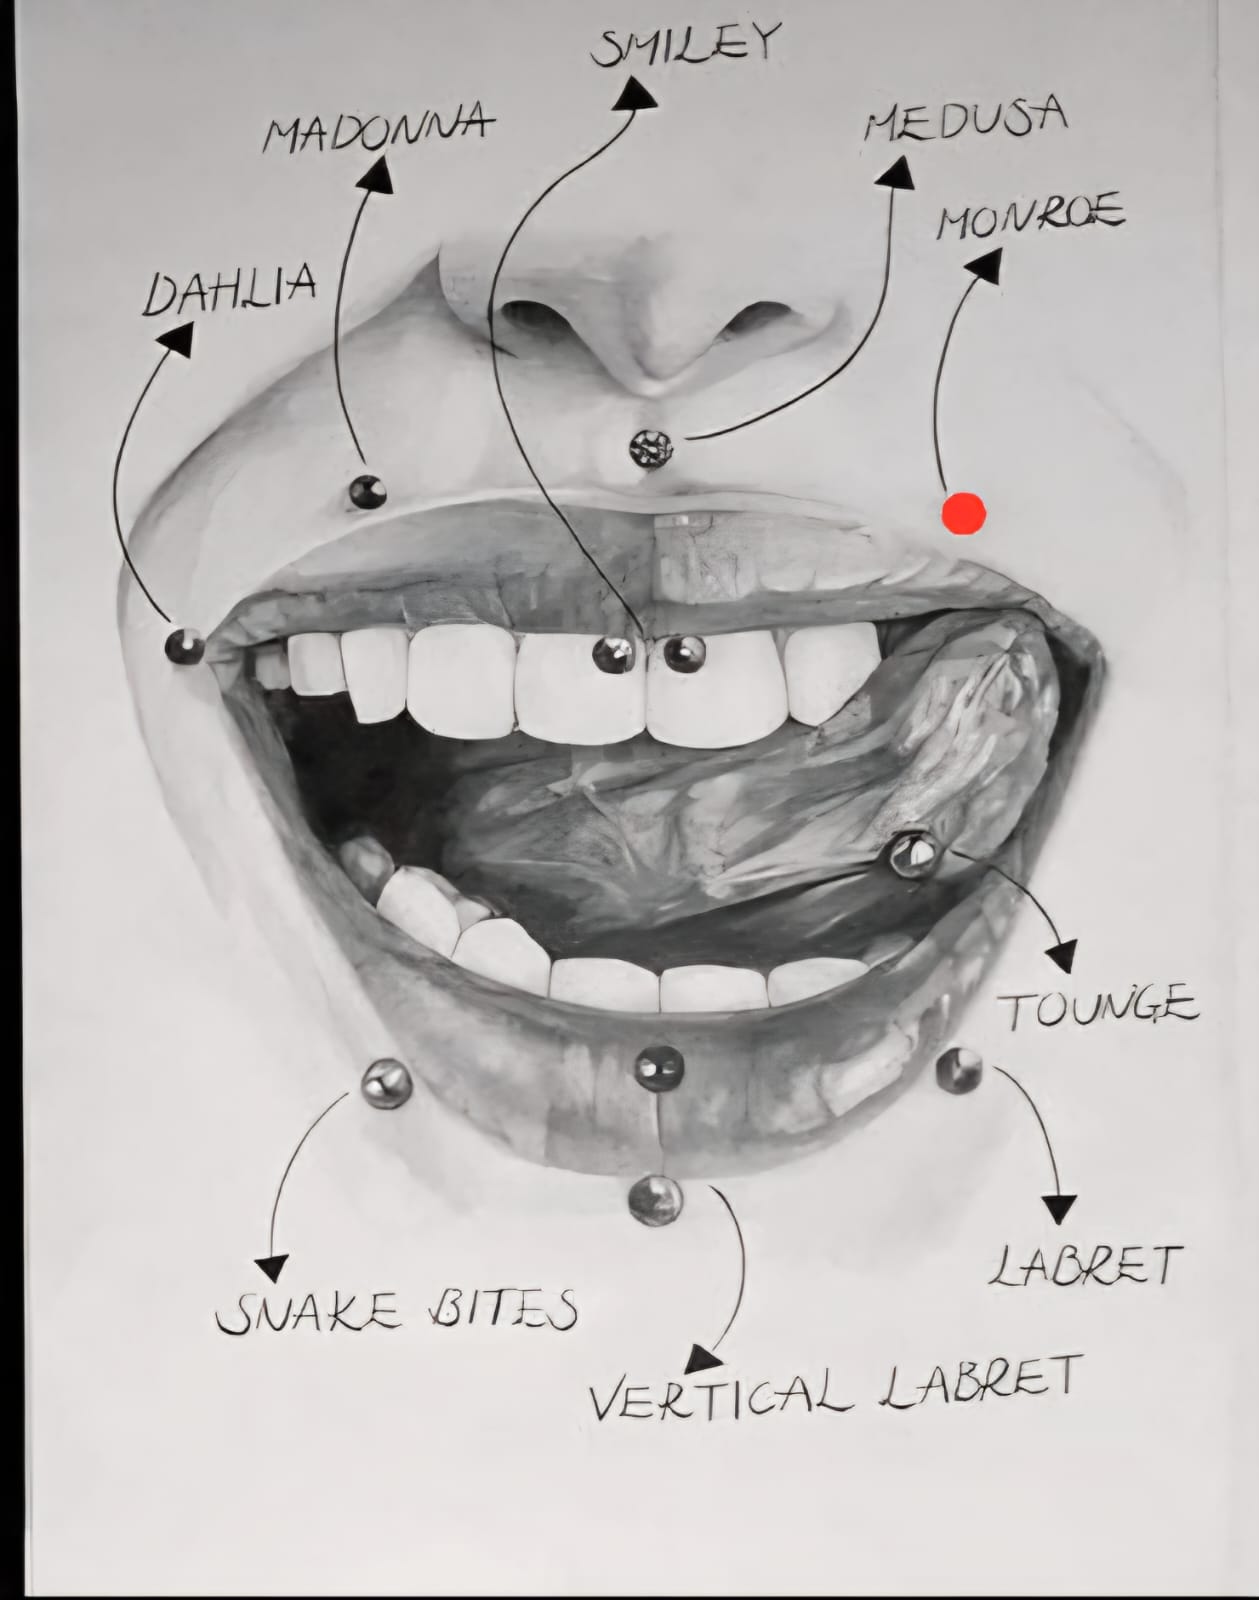 SMILEY
MADONNA
MEDUSA
MONROE
DAHLIA
TOUNGE
LABRET
SNAKE BITES
VERTICAL LABRET